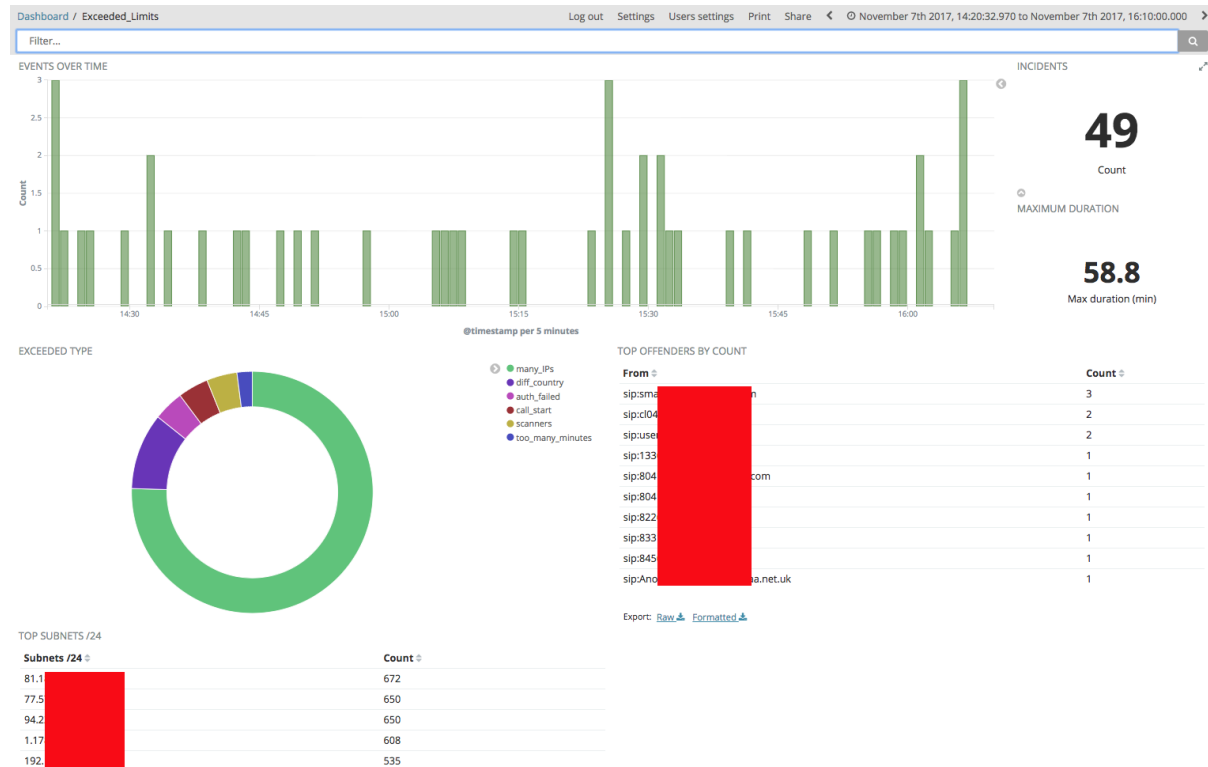 Dashboard / Exceeded_Limits Log out Settings Users settings Print Share November 7th 2017, 14:20:32.970 to November 7th 2017, 16:10:00.000
Filter...
EVENTS OVER TIME
3
2.5
2
1.5
1
0.5
0
Count
14:30 14:45 15:00 15:15 15:30 15:45 16:00
@timestamp per 5 minutes
INCIDENTS
49
Count
MAXIMUM DURATION
58.8
Max duration (min)
EXCEEDED TYPE
many_IPs
diff_country
auth_failed
call_start
scanners
too_many_minutes
TOP OFFENDERS BY COUNT
From Count
sip:sma m 3
sip:cl04 2
sip:user 2
sip:133 1
sip:804 com 1
sip:804 1
sip:822 1
sip:833 1
sip:845 1
sip:Ano a.net.uk 1
Export: Raw Formatted
TOP SUBNETS /24
Subnets /24 Count
81.1 672
77.5 650
94.2 650
1.17 608
192. 535